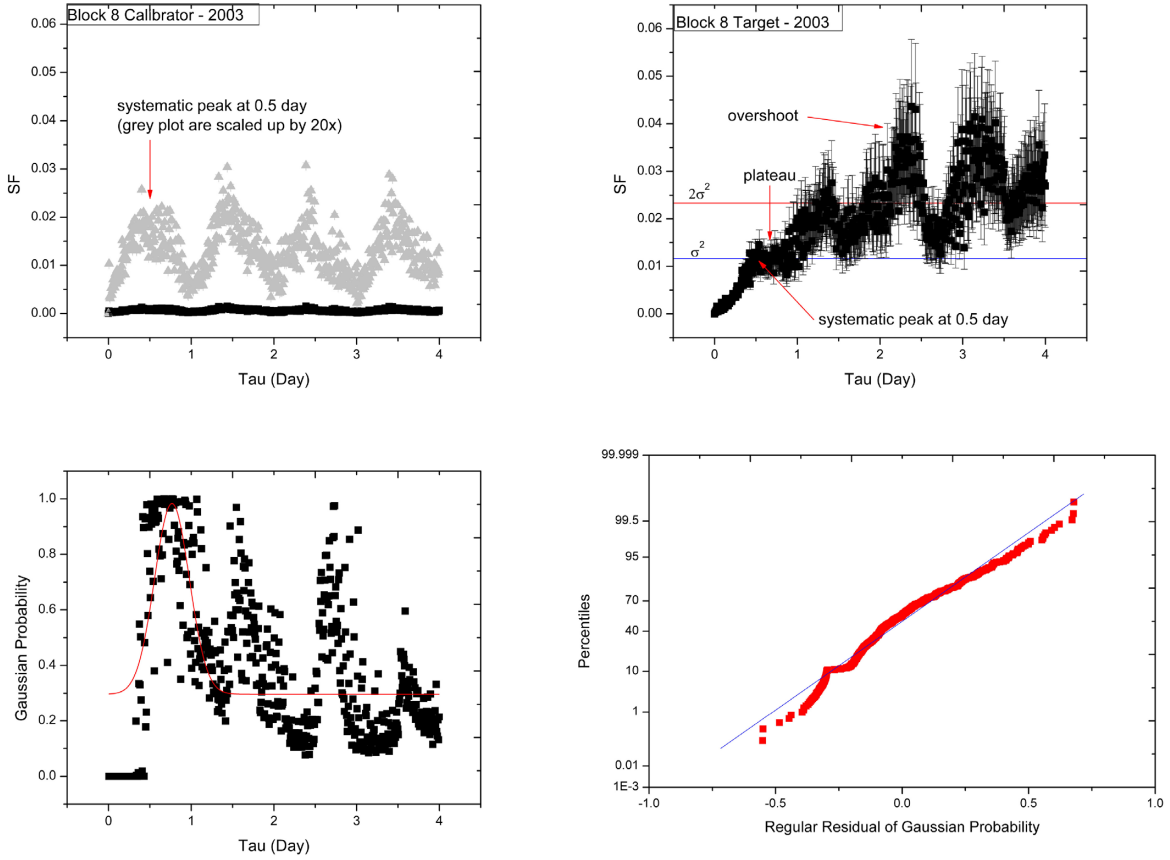 Block 8 Calibrator - 2003
0.06
0.05
0.04
0.03
0.02
0.01
0.00
SF
systematic peak at 0.5 day
(grey plot are scaled up by 20x)
0
1
2
3
4
5
Tau (Day)
Block 8 Target - 2003
0.06
0.05
0.04
0.03
0.02
0.01
0.00
SF
overshoot
plateau
2σ²
σ²
systematic peak at 0.5 day
0
1
2
3
4
5
Tau (Day)
1.0
0.8
0.6
0.4
0.2
0.0
Gaussian Probability
0
1
2
3
4
5
Tau (Day)
99.999
99.5
95
70
40
10
1
0.01
1E-3
Percentiles
-1.0
-0.5
0.0
0.5
1.0
Regular Residual of Gaussian Probability